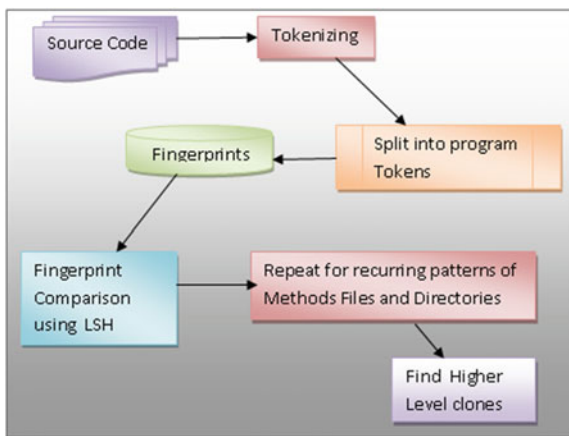 Source Code
Tokenizing
Split into program
Tokens
Fingerprints
Fingerprint
Comparison
using LSH
Repeat for recurring patterns of
Methods Files and Directories
Find Higher
Level clones